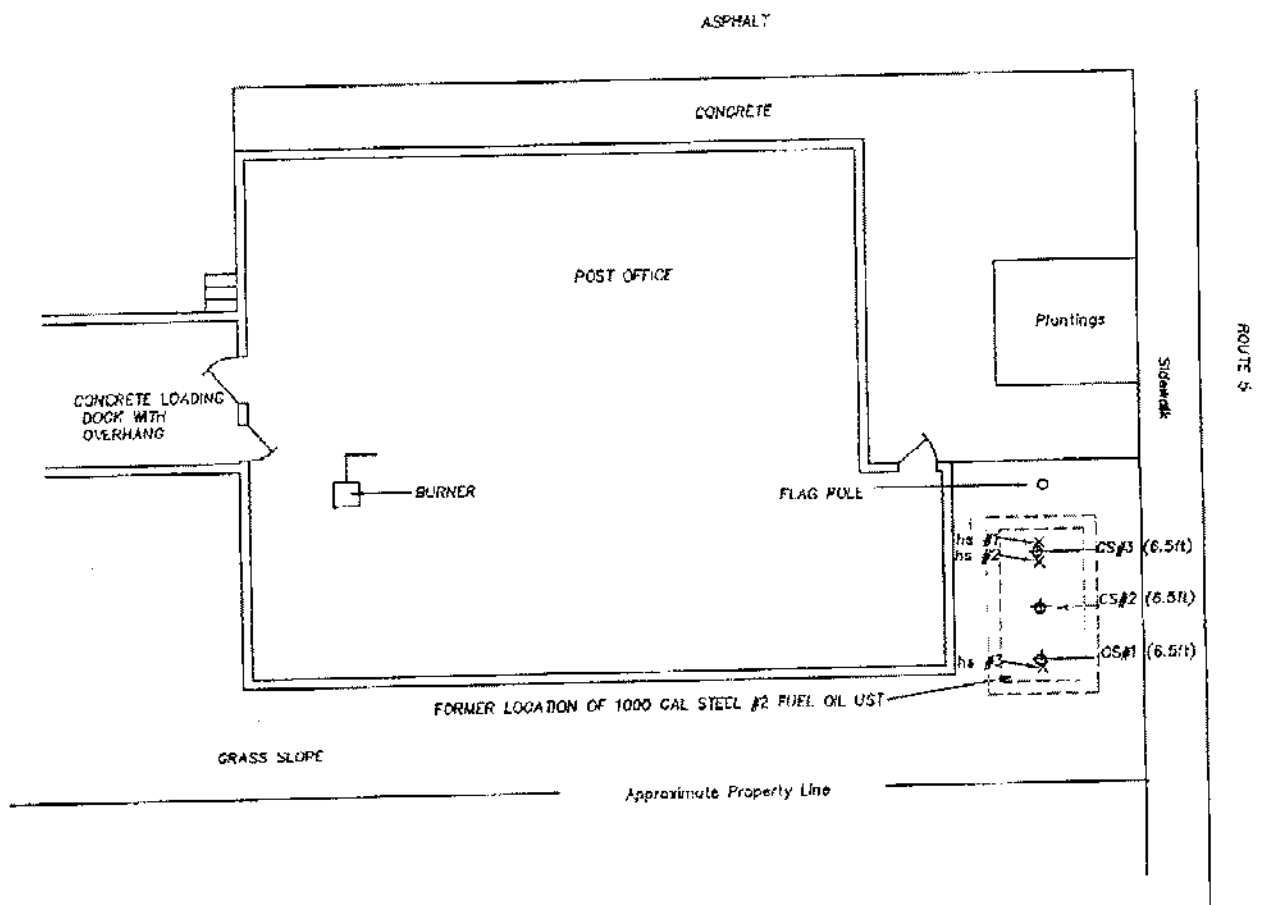 ASPHALT
CONCRETE
POST OFFICE
Plantings
ROUTE 5
Sidewalk
CONCRETE LOADING
DOCK WITH
OVERHANG
BURNER
FLAG POLE
hs #1
hs #2
CS#3 (6.5ft)
CS#2 (6.5ft)
CS#1 (6.5ft)
hs #3
FORMER LOCATION OF 1000 GAL STEEL #2 FUEL OIL UST
GRASS SLOPE
Approximate Property Line